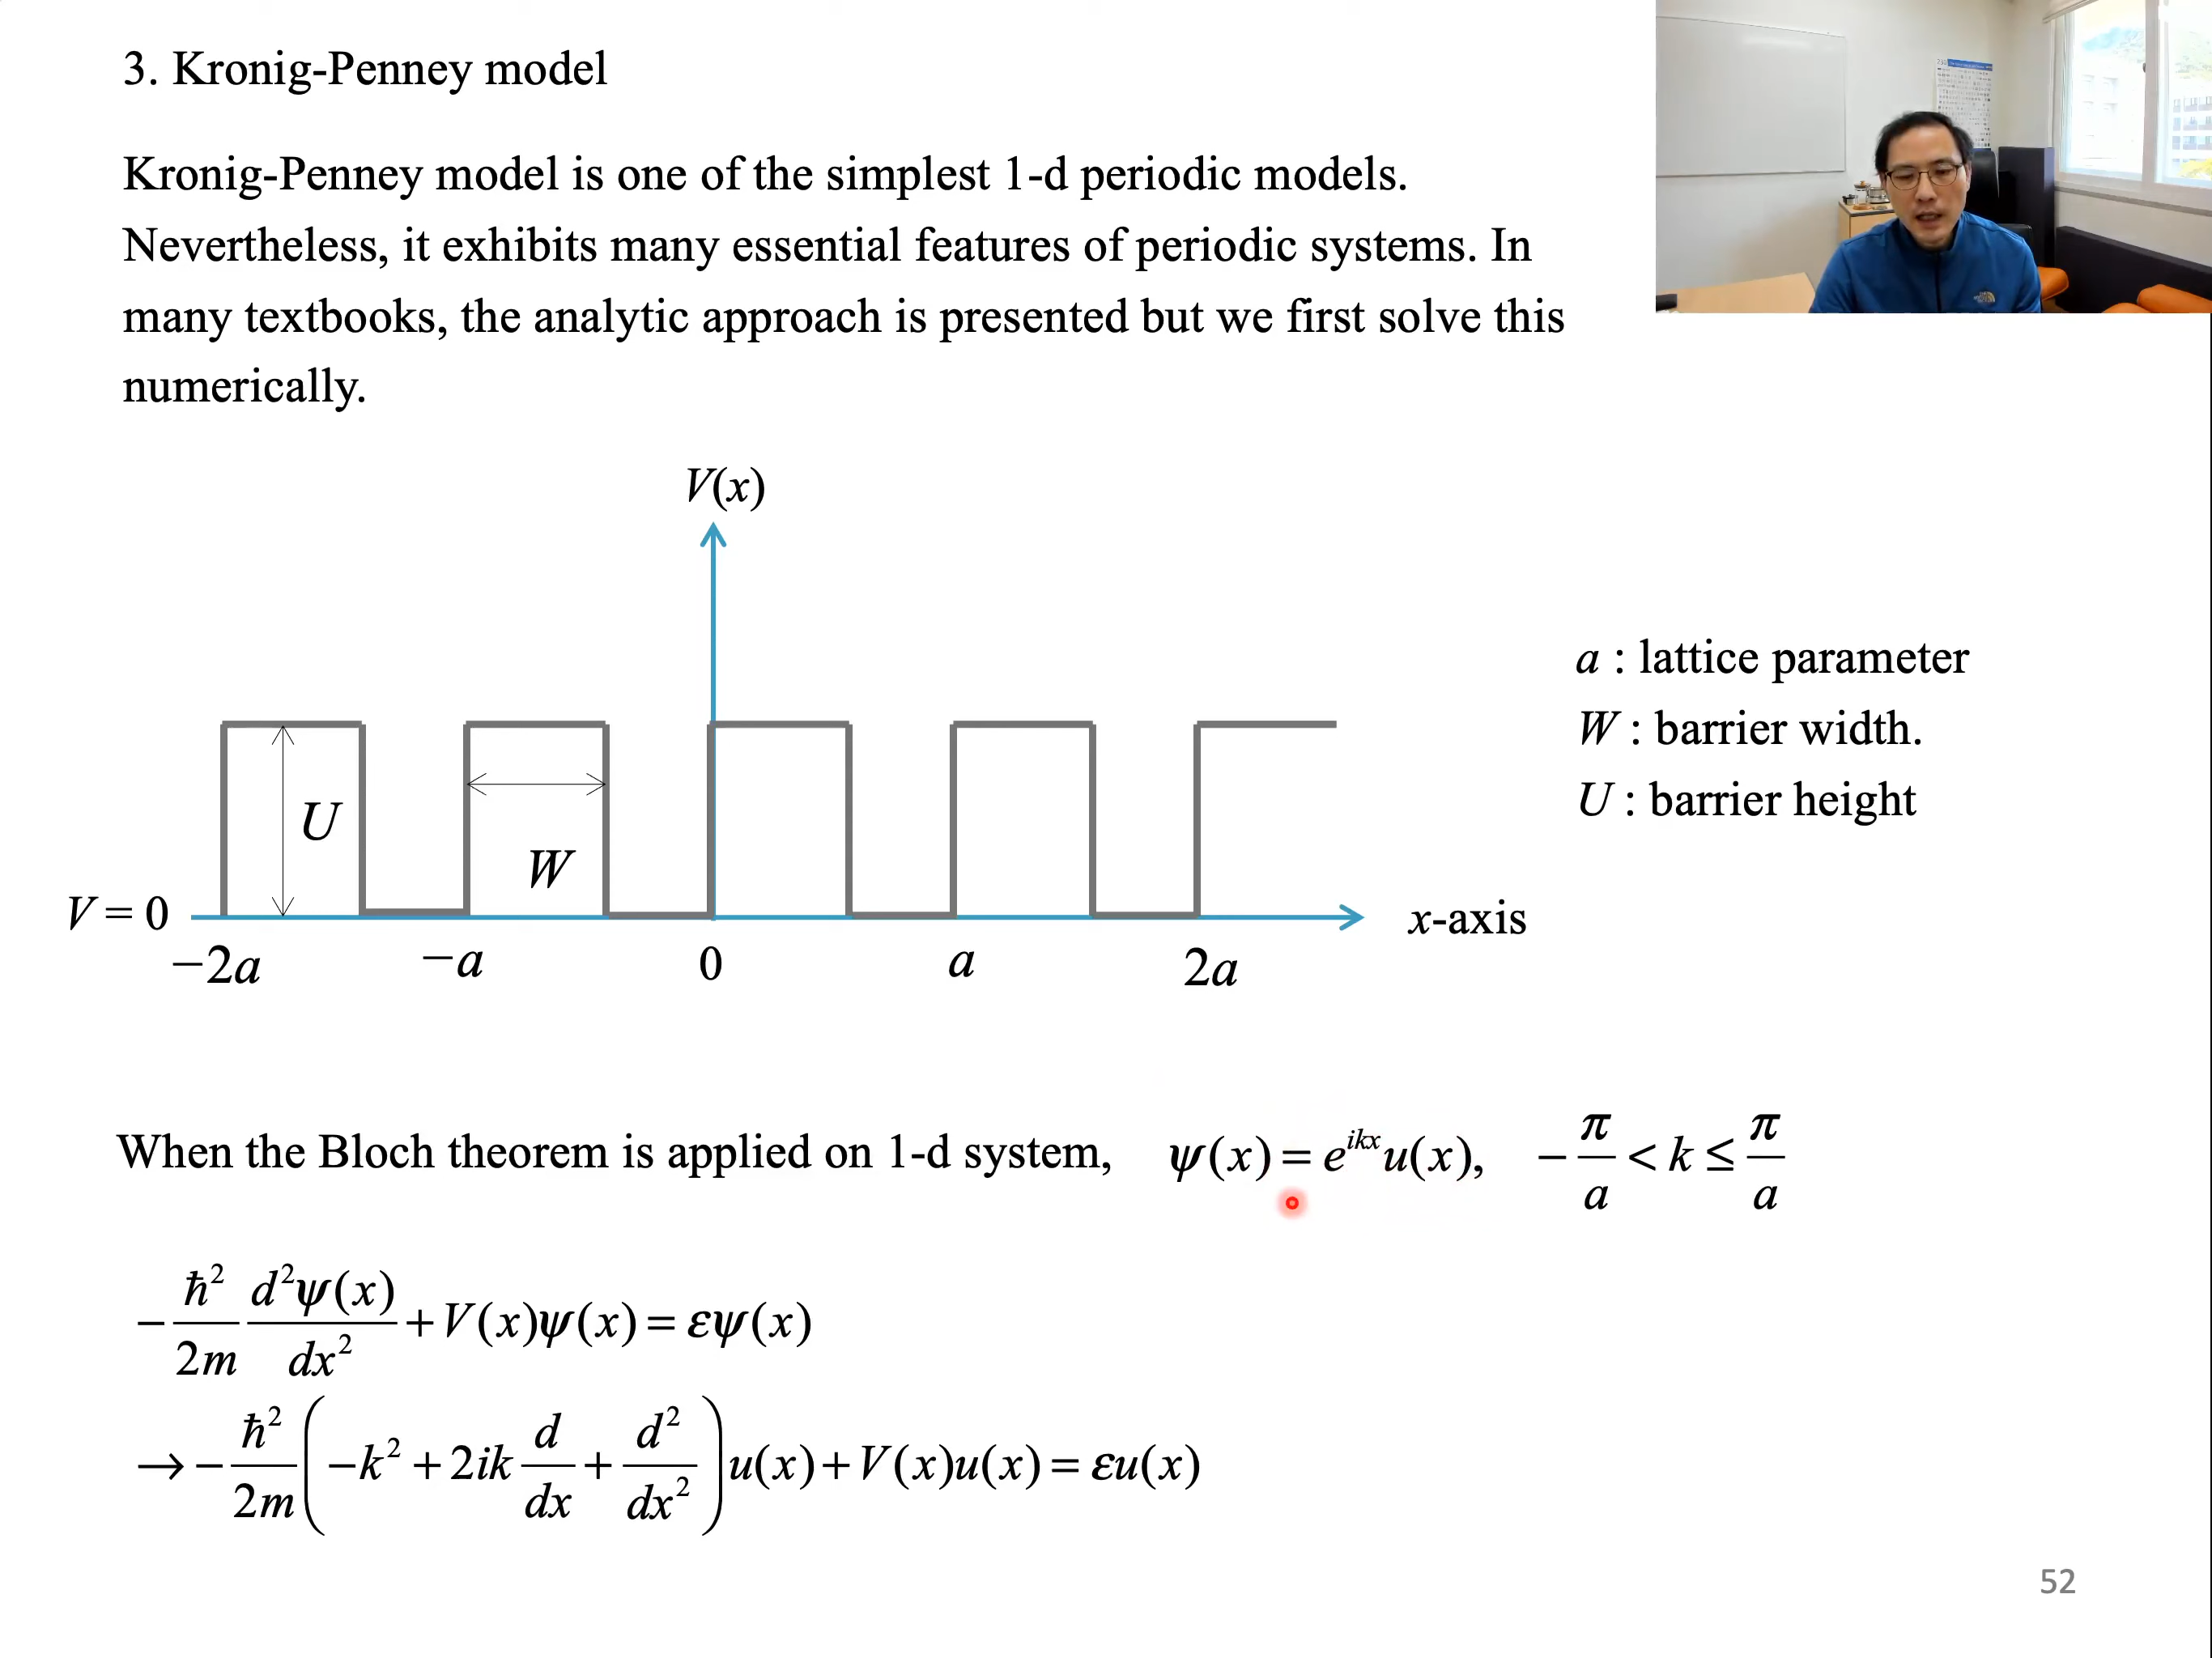 3. Kronig-Penney model
Kronig-Penney model is one of the simplest 1-d periodic models.
Nevertheless, it exhibits many essential features of periodic systems. In
many textbooks, the analytic approach is presented but we first solve this
numerically.
V(x)
a : lattice parameter
W : barrier width.
U : barrier height
U
W
V = 0
x-axis
−2a −a 0 a 2a
When the Bloch theorem is applied on 1-d system, ψ(x) = e^{ikx}u(x), −π/a < k ≤ π/a
−ħ²/2m d²ψ(x)/dx² + V(x)ψ(x) = εψ(x)
→ −ħ²/2m (−k² + 2ik d/dx + d²/dx²) u(x) + V(x)u(x) = εu(x)
52